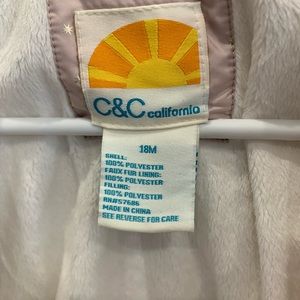 C&C california
18M
SHELL:
100% POLYESTER
FAUX FUR LINING:
100% POLYESTER
FILLING:
100% POLYESTER
RN#57686
MADE IN CHINA
SEE REVERSE FOR CARE